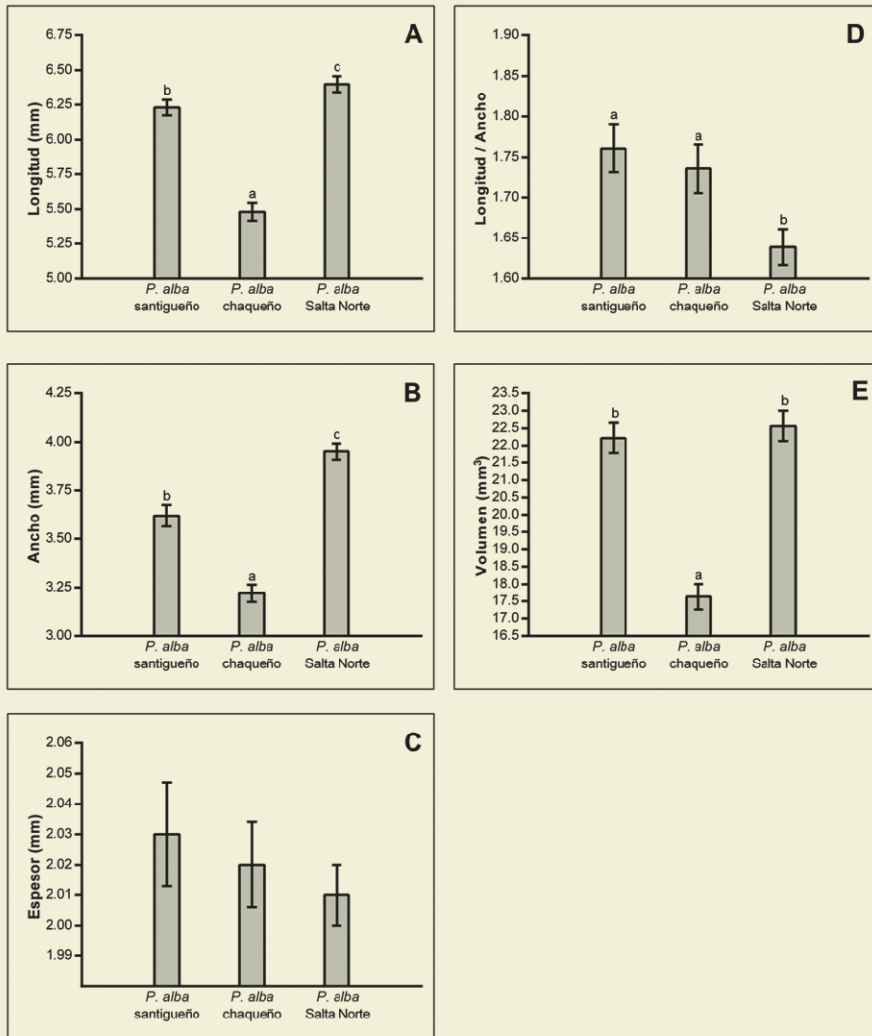 A
Longitud (mm)
6.75
6.50
6.25
6.00
5.75
5.50
5.25
5.00
b
a
c
P. alba P. alba P. alba
santigueño chaqueño Salta Norte
D
Longitud / Ancho
1.90
1.85
1.80
1.75
1.70
1.65
1.60
a
a
b
P. alba P. alba P. alba
santigueño chaqueño Salta Norte
B
Ancho (mm)
4.25
4.00
3.75
3.50
3.25
3.00
b
a
c
P. alba P. alba P. alba
santigueño chaqueño Salta Norte
E
Volumen (mm³)
23.5
23.0
22.5
22.0
21.5
21.0
20.5
20.0
19.5
19.0
18.5
18.0
17.5
17.0
16.5
b
a
b
P. alba P. alba P. alba
santigueño chaqueño Salta Norte
C
Espesor (mm)
2.06
2.05
2.04
2.03
2.02
2.01
2.00
1.99
P. alba P. alba P. alba
santigueño chaqueño Salta Norte